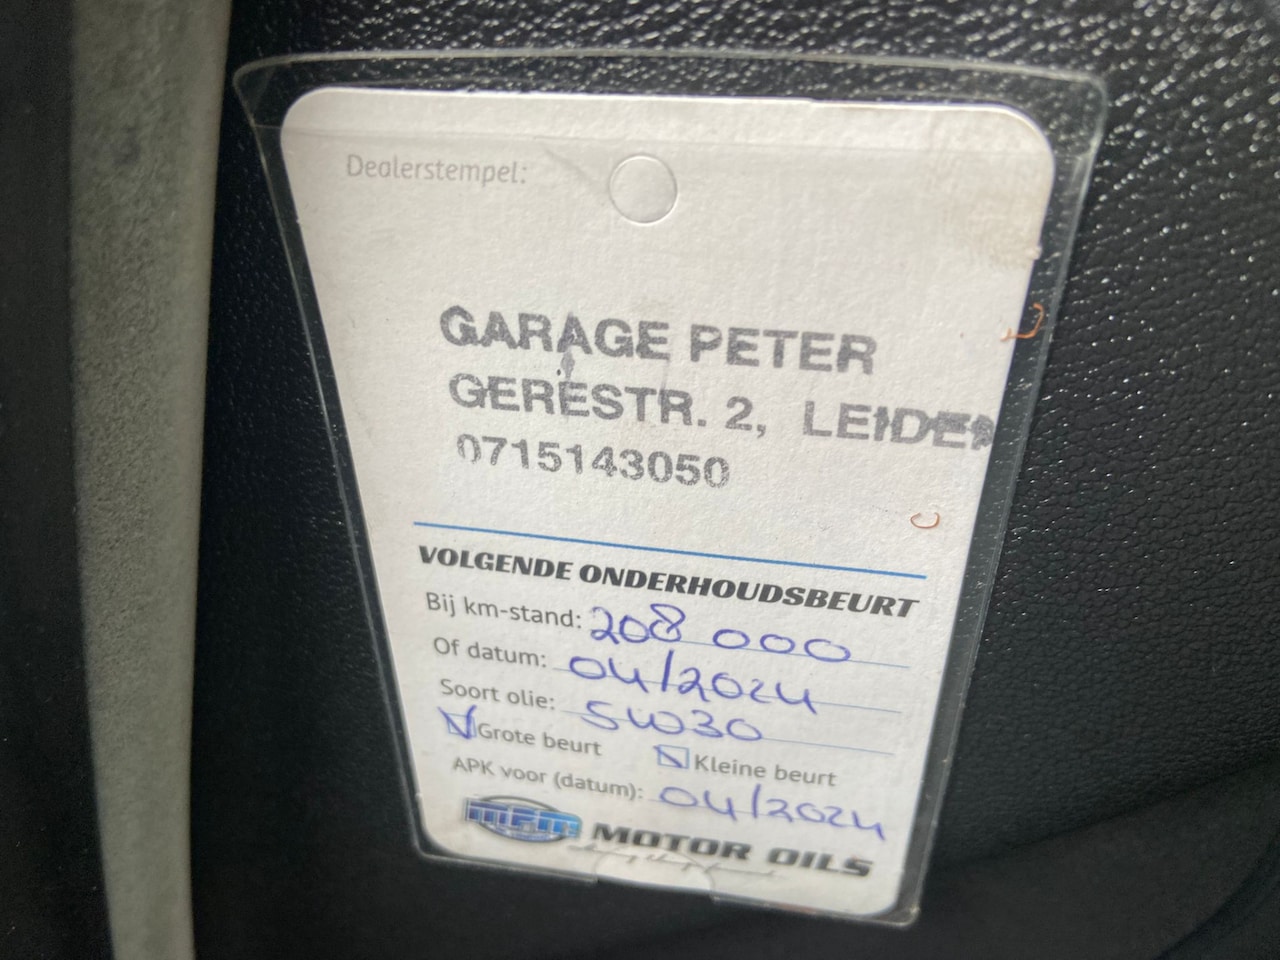 Dealerstempel:
GARAGE PETER
GERESTR. 2, LEIDEN
0715143050
VOLGENDE ONDERHOUDSBEURT
Bij km-stand: 208 000
Of datum: 04/2024
Soort olie: 5W30
Grote beurt Kleine beurt
APK voor (datum): 04/2024
MPM MOTOR OILS